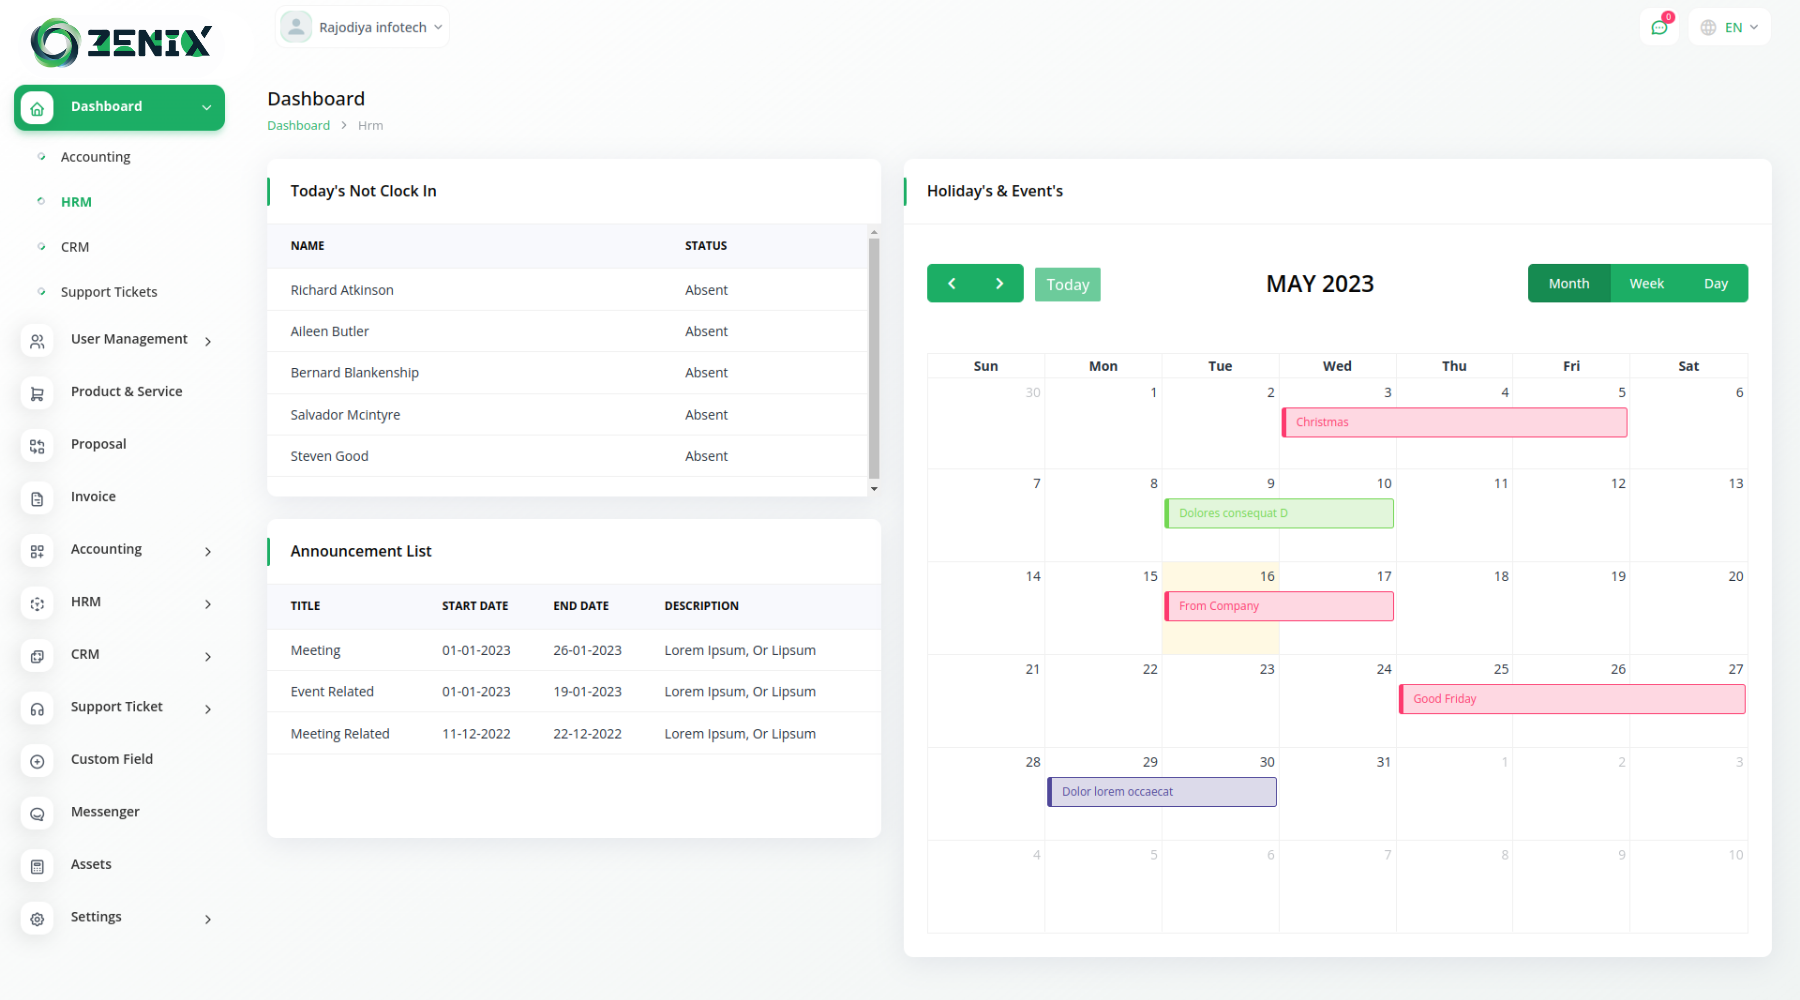 ZENIX
Rajodiya infotech
0
EN
Dashboard
Accounting
HRM
CRM
Support Tickets
User Management
Product & Service
Proposal
Invoice
Accounting
HRM
CRM
Support Ticket
Custom Field
Messenger
Assets
Settings
Dashboard
Dashboard > Hrm
Today's Not Clock In
NAME STATUS
Richard Atkinson Absent
Aileen Butler Absent
Bernard Blankenship Absent
Salvador Mcintyre Absent
Steven Good Absent
Announcement List
TITLE START DATE END DATE DESCRIPTION
Meeting 01-01-2023 26-01-2023 Lorem Ipsum, Or Lipsum
Event Related 01-01-2023 19-01-2023 Lorem Ipsum, Or Lipsum
Meeting Related 11-12-2022 22-12-2022 Lorem Ipsum, Or Lipsum
Holiday's & Event's
Today MAY 2023 Month Week Day
Sun Mon Tue Wed Thu Fri Sat
30 1 2 3 4 5 6
Christmas
7 8 9 10 11 12 13
Dolores consequat D
14 15 16 17 18 19 20
From Company
21 22 23 24 25 26 27
Good Friday
28 29 30 31 1 2 3
Dolor lorem occaecat
4 5 6 7 8 9 10